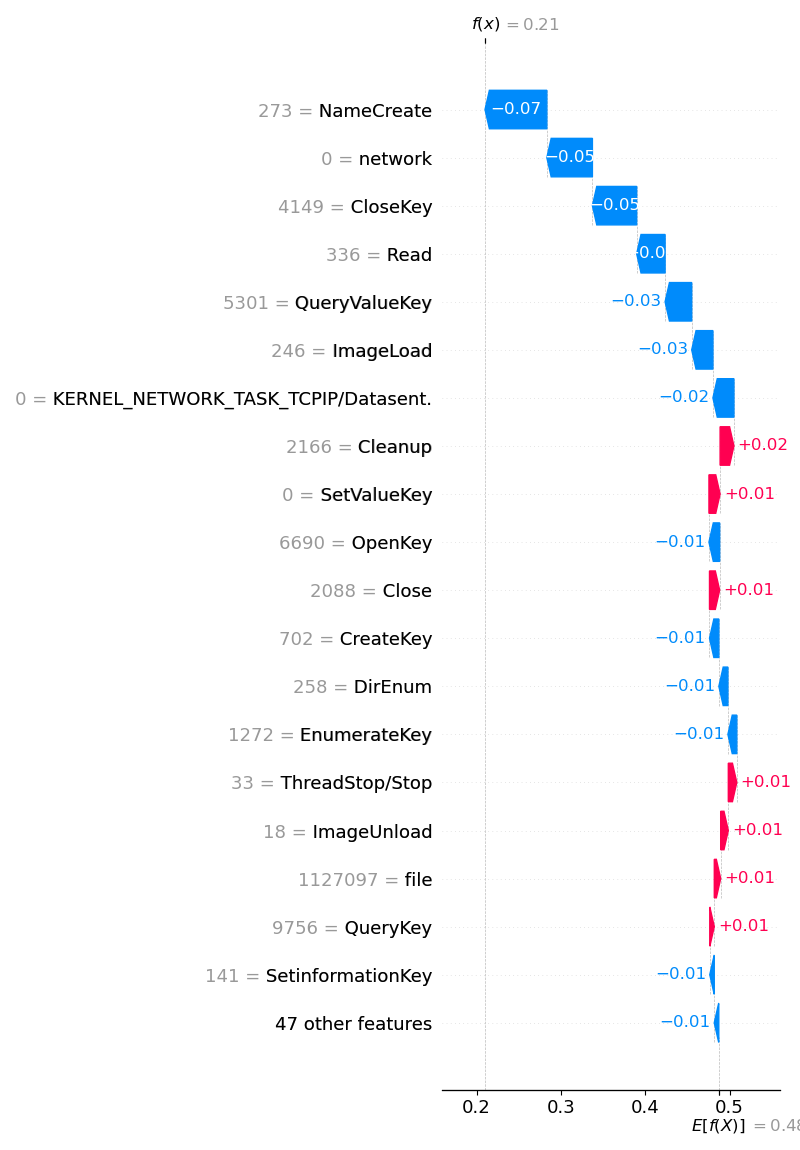 f(x) = 0.21
273 = NameCreate −0.07
0 = network −0.05
4149 = CloseKey −0.05
336 = Read −0.0
5301 = QueryValueKey −0.03
246 = ImageLoad −0.03
0 = KERNEL_NETWORK_TASK_TCPIP/Datasent. −0.02
2166 = Cleanup +0.02
0 = SetValueKey +0.01
6690 = OpenKey −0.01
2088 = Close +0.01
702 = CreateKey −0.01
258 = DirEnum −0.01
1272 = EnumerateKey −0.01
33 = ThreadStop/Stop +0.01
18 = ImageUnload +0.01
1127097 = file +0.01
9756 = QueryKey +0.01
141 = SetinformationKey −0.01
47 other features −0.01
0.2 0.3 0.4 0.5
E[f(X)] = 0.48